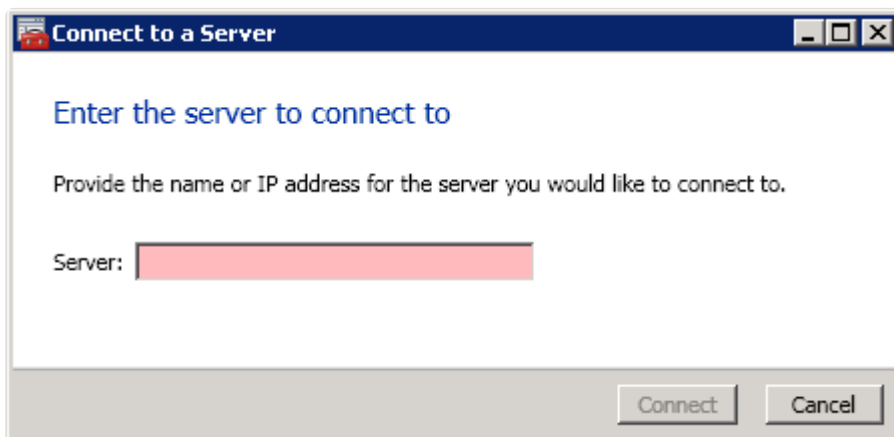 Connect to a Server
Enter the server to connect to
Provide the name or IP address for the server you would like to connect to.
Server:
Connect Cancel